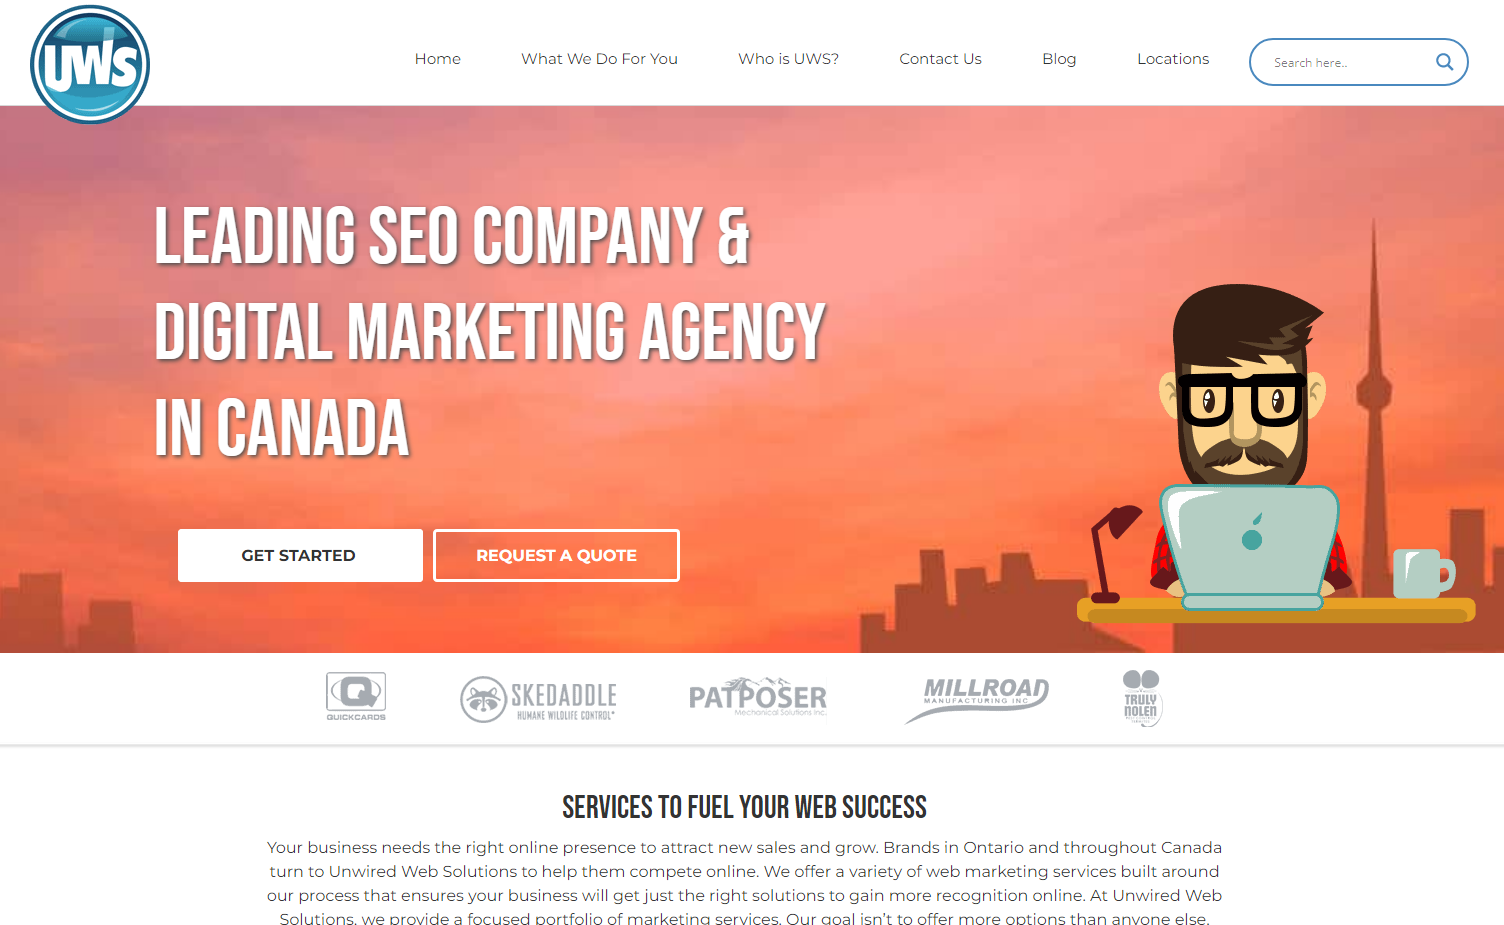 UWS
Home
What We Do For You
Who is UWS?
Contact Us
Blog
Locations
Search here..
LEADING SEO COMPANY &
DIGITAL MARKETING AGENCY
IN CANADA
GET STARTED
REQUEST A QUOTE
Q
QUICKCARDS
SKEDADDLE
HUMANE WILDLIFE CONTROL
PATPOSER
Mechanical Solutions Inc.
MILLROAD
MANUFACTURING INC
TRULY
NOLEN
SERVICES TO FUEL YOUR WEB SUCCESS
Your business needs the right online presence to attract new sales and grow. Brands in Ontario and throughout Canada
turn to Unwired Web Solutions to help them compete online. We offer a variety of web marketing services built around
our process that ensures your business will get just the right solutions to gain more recognition online. At Unwired Web
Solutions, we provide a focused portfolio of marketing services. Our goal isn't to offer more options than anyone else.